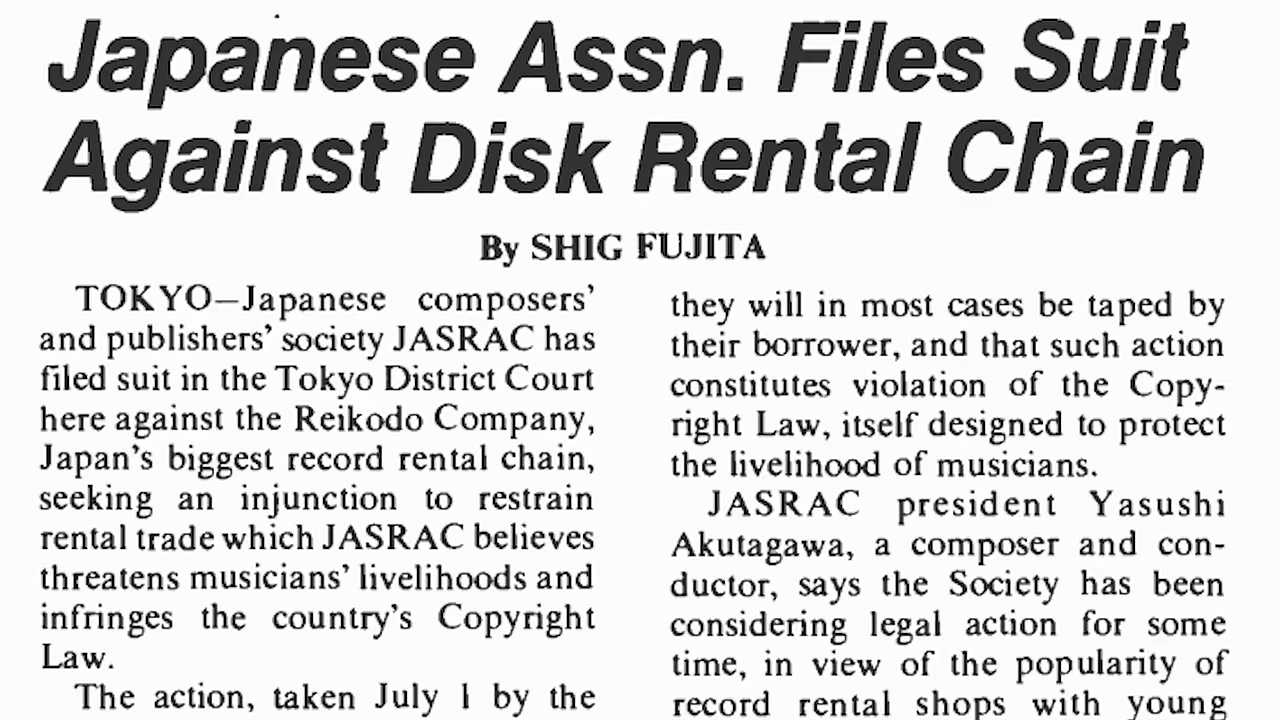 Japanese Assn. Files Suit
Against Disk Rental Chain
By SHIG FUJITA
TOKYO—Japanese composers'
and publishers' society JASRAC has
filed suit in the Tokyo District Court
here against the Reikodo Company,
Japan's biggest record rental chain,
seeking an injunction to restrain
rental trade which JASRAC believes
threatens musicians' livelihoods and
infringes the country's Copyright
Law.
The action, taken July 1 by the
they will in most cases be taped by
their borrower, and that such action
constitutes violation of the Copy-
right Law, itself designed to protect
the livelihood of musicians.
JASRAC president Yasushi
Akutagawa, a composer and con-
ductor, says the Society has been
considering legal action for some
time, in view of the popularity of
record rental shops with young